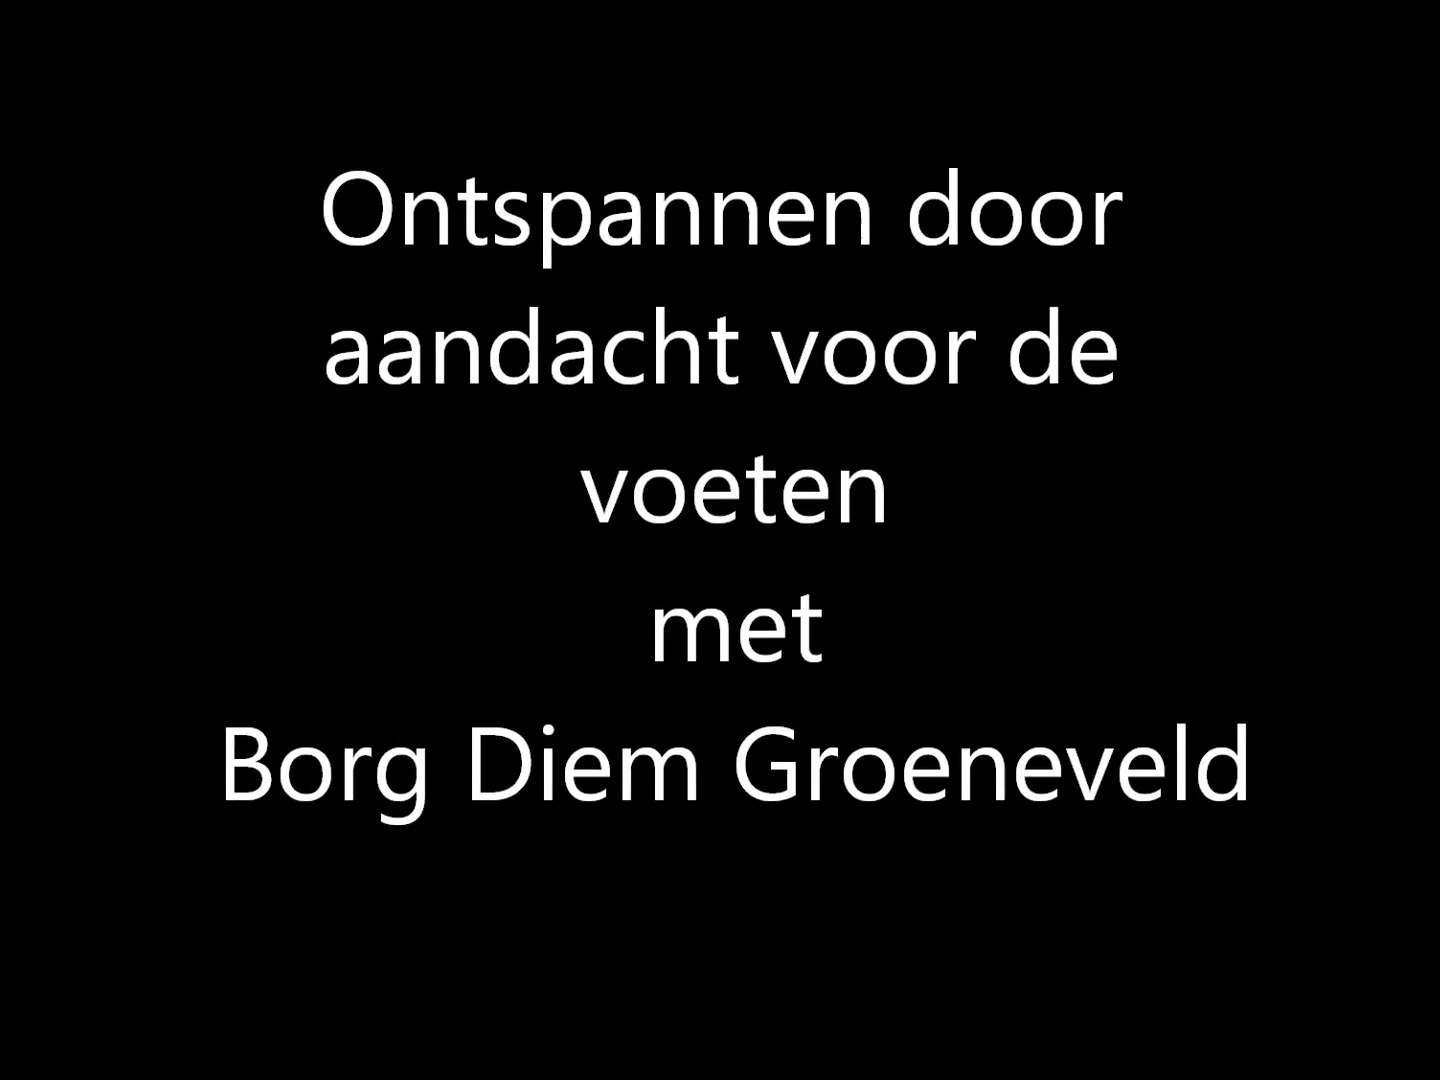 Ontspannen door
aandacht voor de
voeten
met
Borg Diem Groeneveld